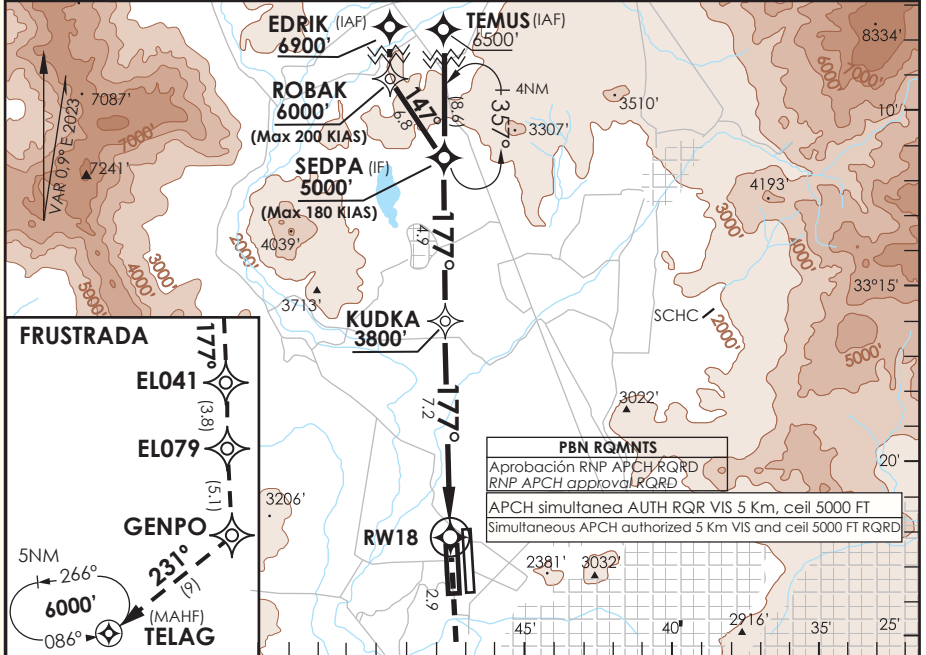 EDRIK (IAF)
6900'
TEMUS (IAF)
6500'
8334'
6000'
7000'
7087'
7000'
7241'
VAR 0,9° E 2023
ROBAK
6000'
(Max 200 KIAS)
147°
6.8
(8.6)
357°
4NM
3510'
3307'
10'
SEDPA (IF)
5000'
(Max 180 KIAS)
4193'
3000'
4000'
2000'
3000'
4000'
5000'
4039'
3713'
177°
4.9
33°15'
SCHC
2000'
5000'
KUDKA
3800'
177°
7.2
3022'
20'
PBN RQMNTS
Aprobación RNP APCH RQRD
RNP APCH approval RQRD
APCH simultanea AUTH RQR VIS 5 Km, ceil 5000 FT
Simultaneous APCH authorized 5 Km VIS and ceil 5000 FT RQRD
RW18
2.9
2381'
3032'
2916'
3206'
45'
40'
35'
25'
FRUSTRADA
177°
EL041
(3.8)
EL079
(5.1)
GENPO
231°
(9)
5NM
266°
6000'
086°
(MAHF)
TELAG